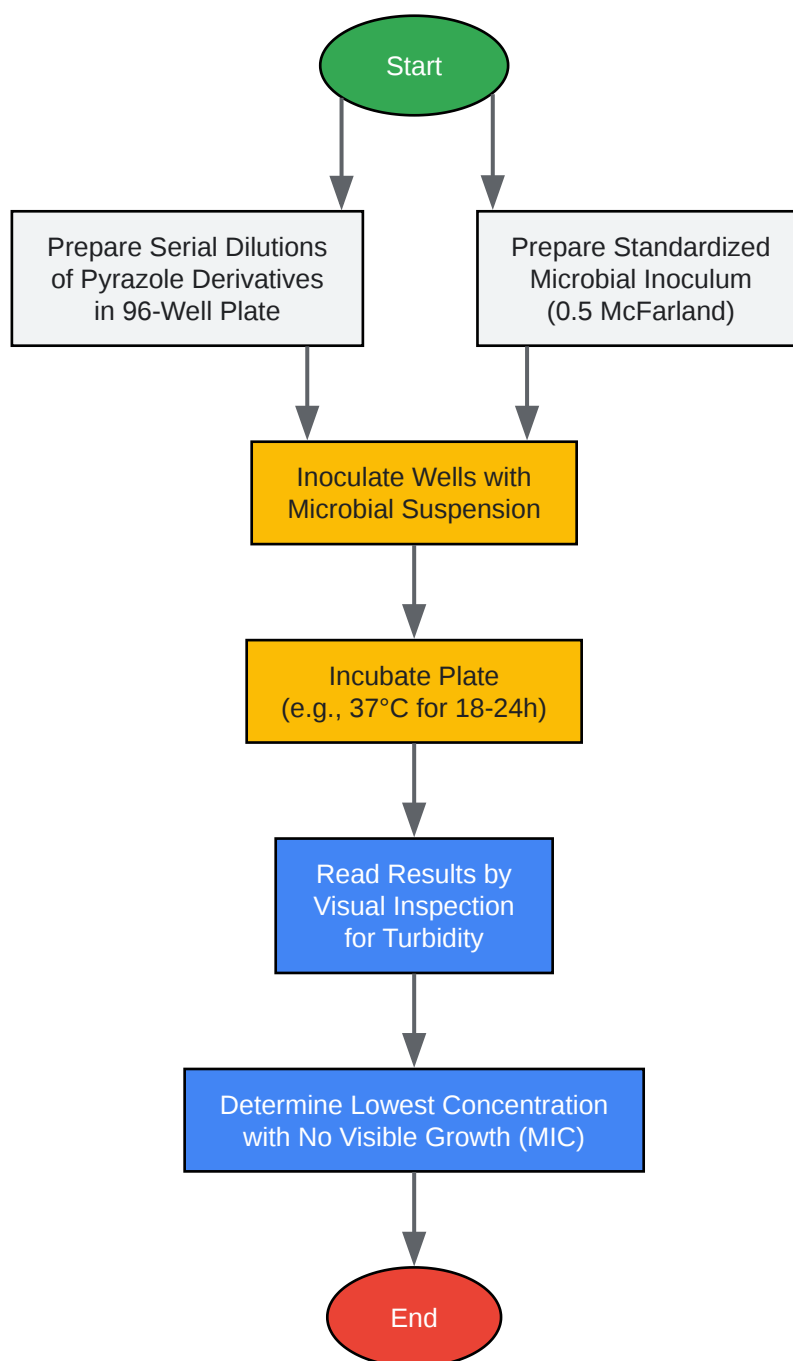 Start
Prepare Serial Dilutions
of Pyrazole Derivatives
in 96-Well Plate
Prepare Standardized
Microbial Inoculum
(0.5 McFarland)
Inoculate Wells with
Microbial Suspension
Incubate Plate
(e.g., 37°C for 18-24h)
Read Results by
Visual Inspection
for Turbidity
Determine Lowest Concentration
with No Visible Growth (MIC)
End